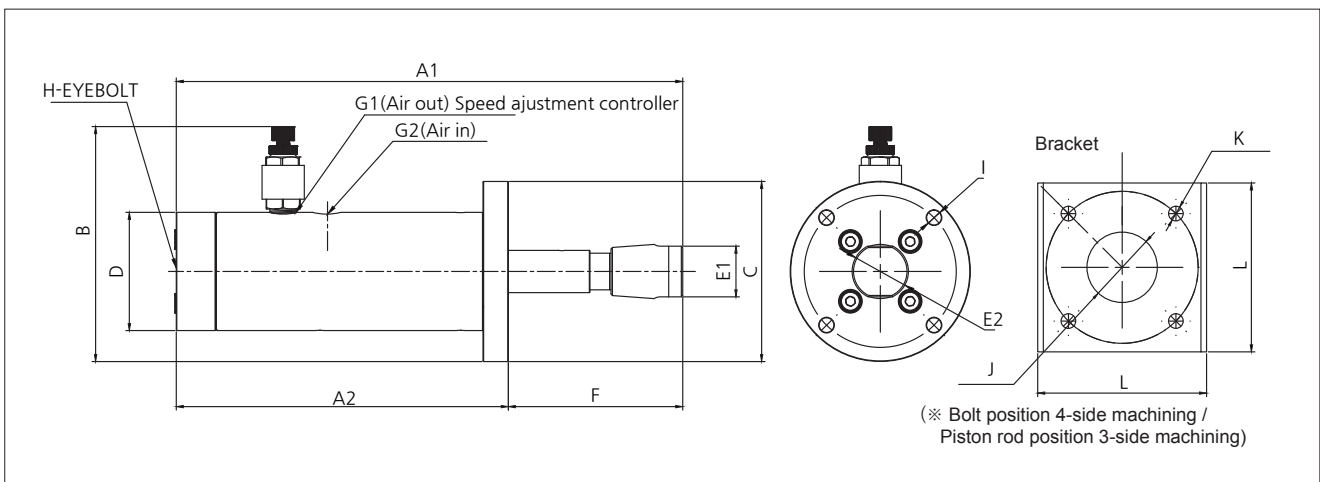 A1
H-EYEBOLT
G1(Air out) Speed ajustment controller
G2(Air in)
B
D
E1
C
A2
F
I
E2
Bracket
K
L
J
L
(※ Bolt position 4-side machining /
Piston rod position 3-side machining)